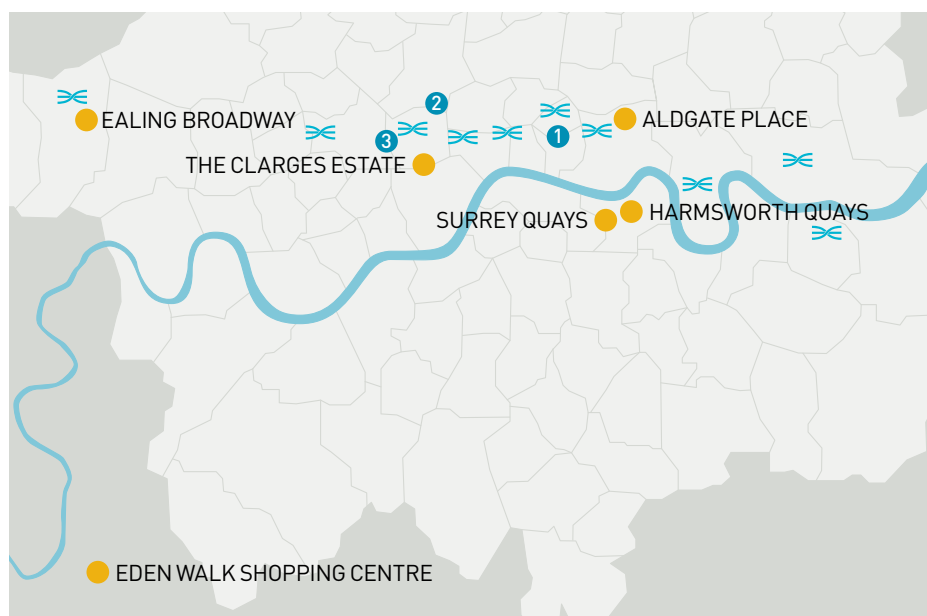 2
EALING BROADWAY
ALDGATE PLACE
1
3
THE CLARGES ESTATE
SURREY QUAYS
HARMSWORTH QUAYS
EDEN WALK SHOPPING CENTRE